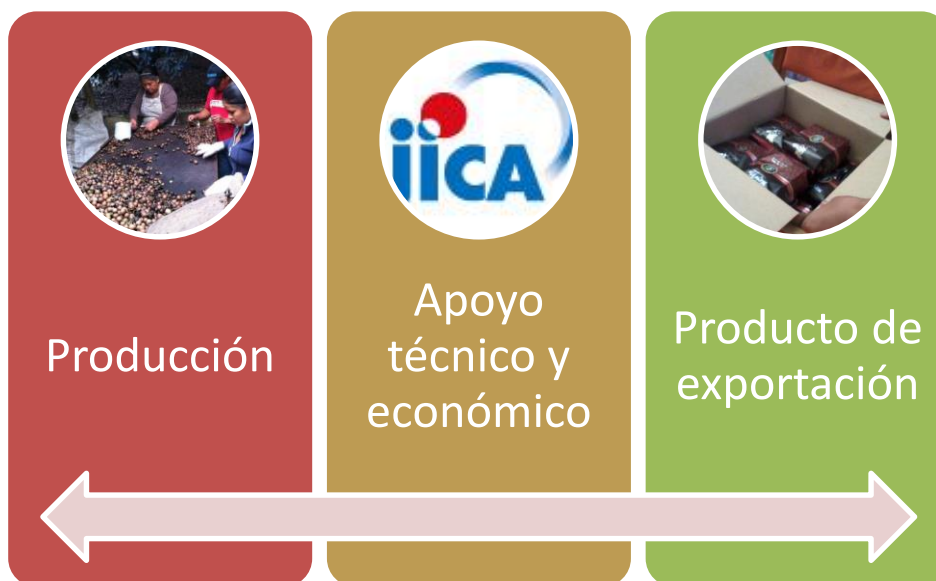 iiCA
Producción
Apoyo
técnico y
económico
Producto de
exportación